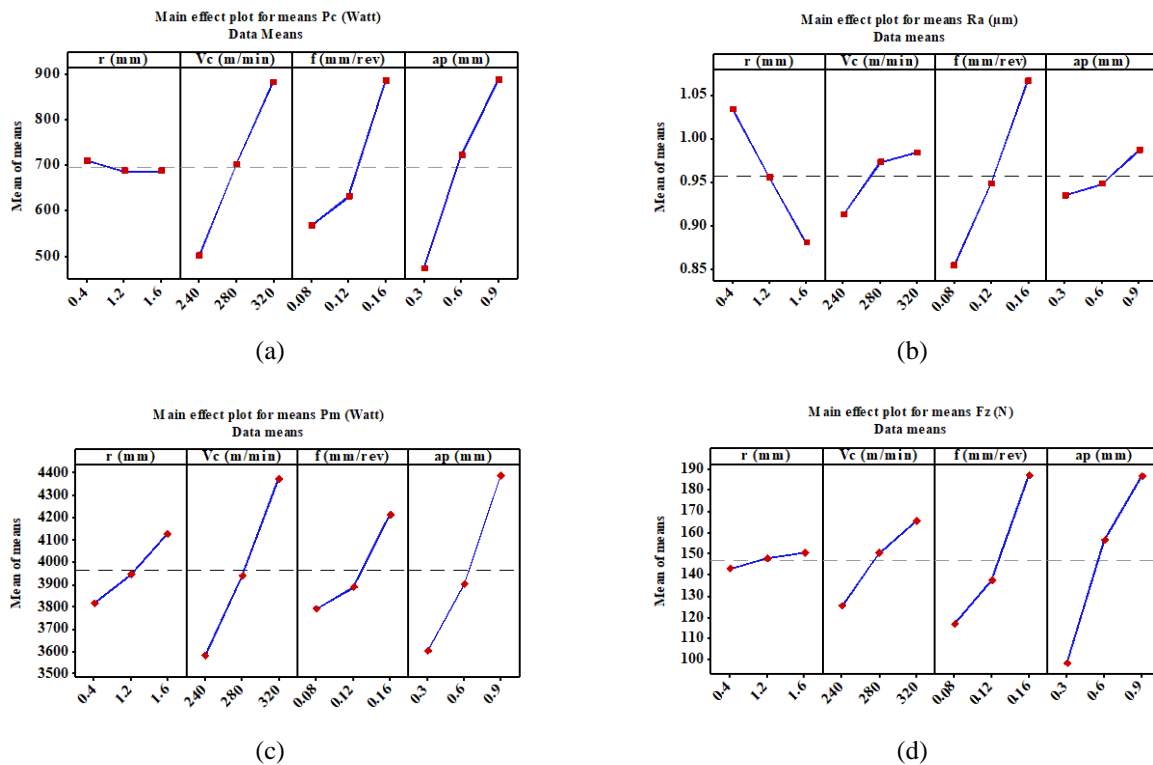 Main effect plot for means Pc (Watt)
Data Means
r (mm) Vc (m/min) f (mm/rev) ap (mm)
Mean of means
900
800
700
600
500
0.4 1.2 1.6 240 280 320 0.08 0.12 0.16 0.3 0.6 0.9
(a)
Main effect plot for means Ra (µm)
Data means
r (mm) Vc (m/min) f (mm/rev) ap (mm)
Mean of means
1.05
1.00
0.95
0.90
0.85
0.4 1.2 1.6 240 280 320 0.08 0.12 0.16 0.3 0.6 0.9
(b)
Main effect plot for means Pm (Watt)
Data means
r (mm) Vc (m/min) f (mm/rev) ap (mm)
Mean of means
4400
4300
4200
4100
4000
3900
3800
3700
3600
3500
0.4 1.2 1.6 240 280 320 0.08 0.12 0.16 0.3 0.6 0.9
(c)
Main effect plot for means Fz (N)
Data means
r (mm) Vc (m/min) f (mm/rev) ap (mm)
Mean of means
190
180
170
160
150
140
130
120
110
100
0.4 1.2 1.6 240 280 320 0.08 0.12 0.16 0.3 0.6 0.9
(d)